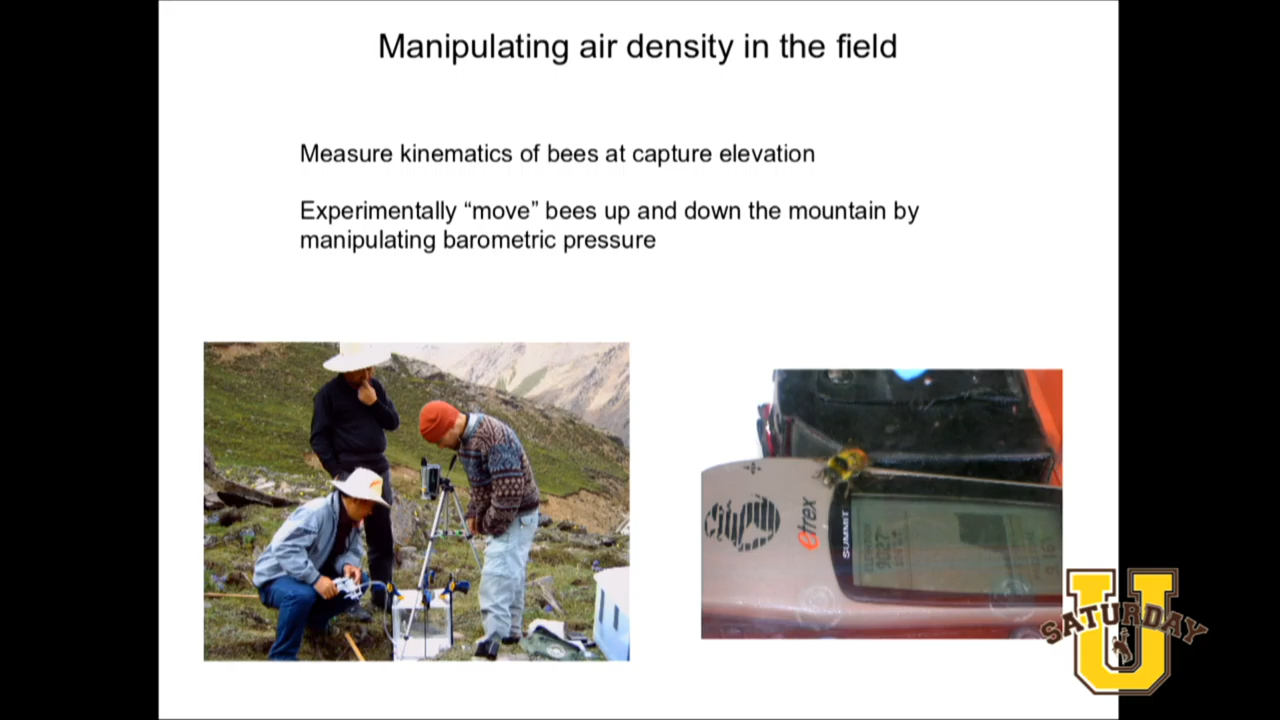 Manipulating air density in the field
Measure kinematics of bees at capture elevation
Experimentally “move” bees up and down the mountain by
manipulating barometric pressure
etrex
SUMMIT
SATURDAY
U